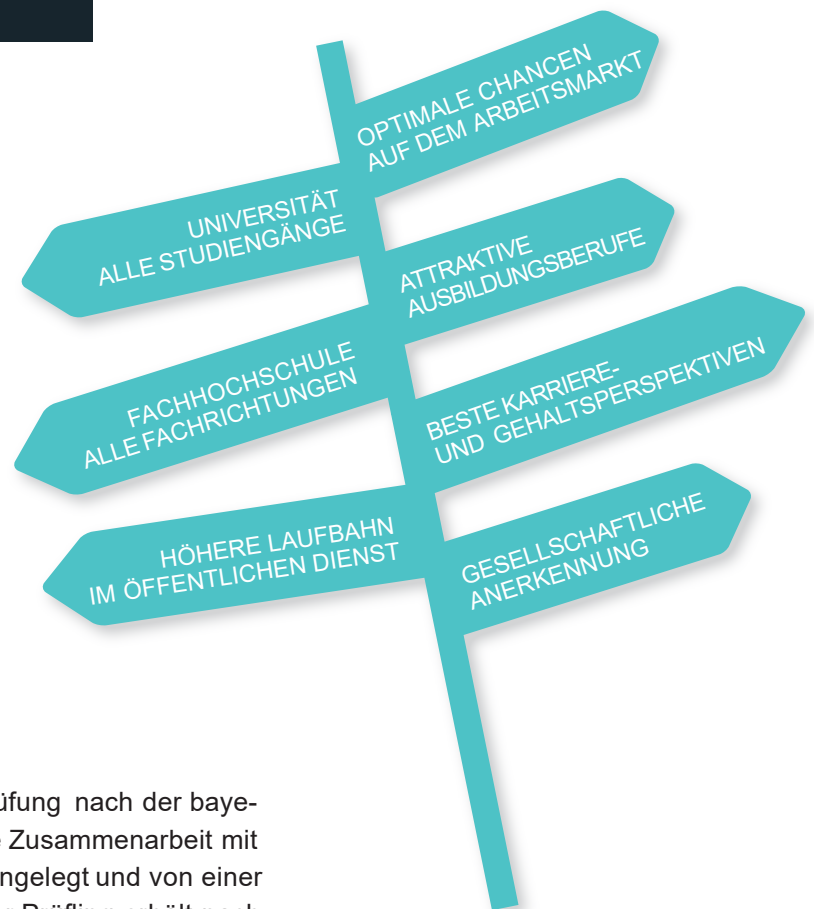 OPTIMALE CHANCEN
AUF DEM ARBEITSMARKT
UNIVERSITÄT
ALLE STUDIENGÄNGE
ATTRAKTIVE
AUSBILDUNGSBERUFE
FACHHOCHSCHULE
ALLE FACHRICHTUNGEN
BESTE KARRIERE-
UND GEHALTSPERSPEKTIVEN
HÖHERE LAUFBAHN
IM ÖFFENTLICHEN DIENST
GESELLSCHAFTLICHE
ANERKENNUNG
üfung nach der baye-
Zusammenarbeit mit
ngelegt und von einer